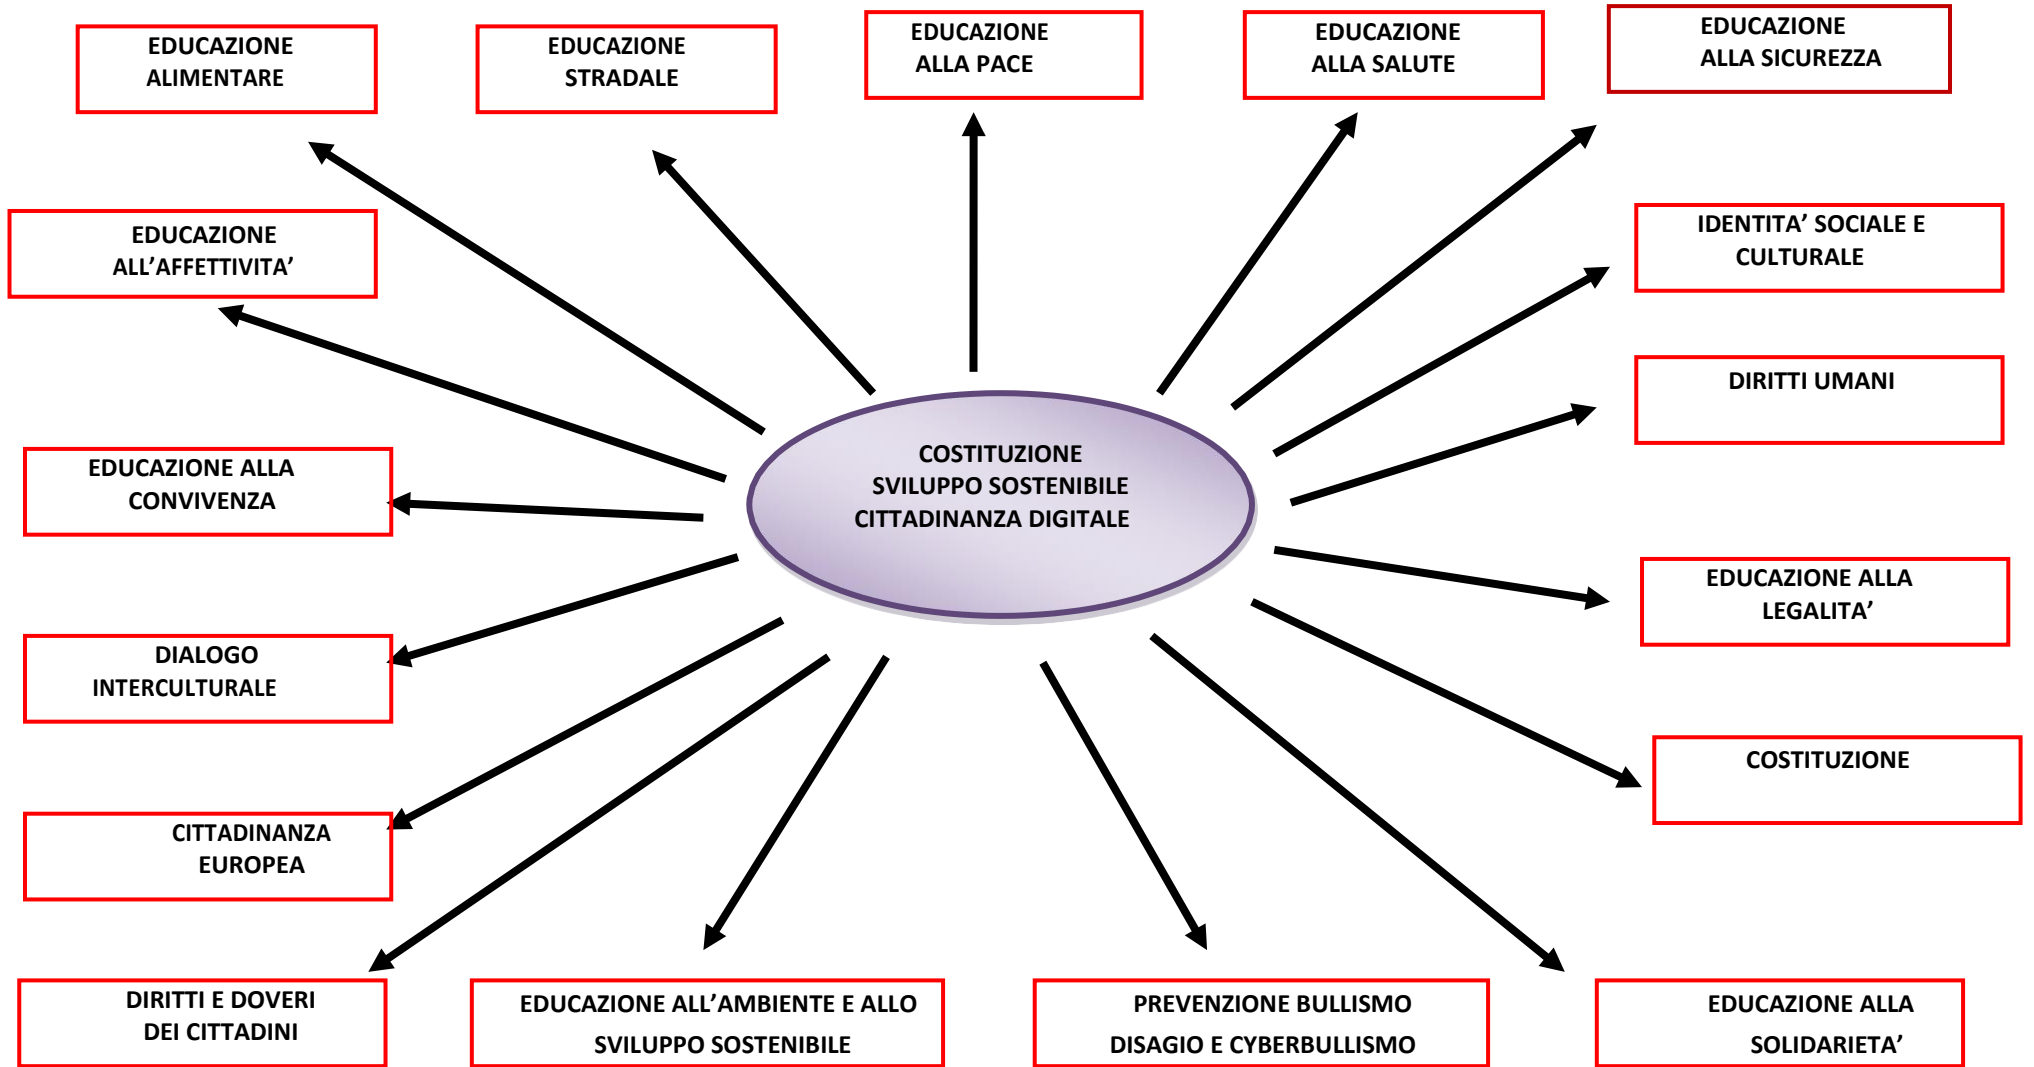 EDUCAZIONE
ALIMENTARE
EDUCAZIONE
STRADALE
EDUCAZIONE
ALLA PACE
EDUCAZIONE
ALLA SALUTE
EDUCAZIONE
ALLA SICUREZZA
EDUCAZIONE
ALL’AFFETTIVITA’
IDENTITA’ SOCIALE E
CULTURALE
DIRITTI UMANI
EDUCAZIONE ALLA
CONVIVENZA
COSTITUZIONE
SVILUPPO SOSTENIBILE
CITTADINANZA DIGITALE
EDUCAZIONE ALLA
LEGALITA’
DIALOGO
INTERCULTURALE
COSTITUZIONE
CITTADINANZA
EUROPEA
DIRITTI E DOVERI
DEI CITTADINI
EDUCAZIONE ALL’AMBIENTE E ALLO
SVILUPPO SOSTENIBILE
PREVENZIONE BULLISMO
DISAGIO E CYBERBULLISMO
EDUCAZIONE ALLA
SOLIDARIETA’